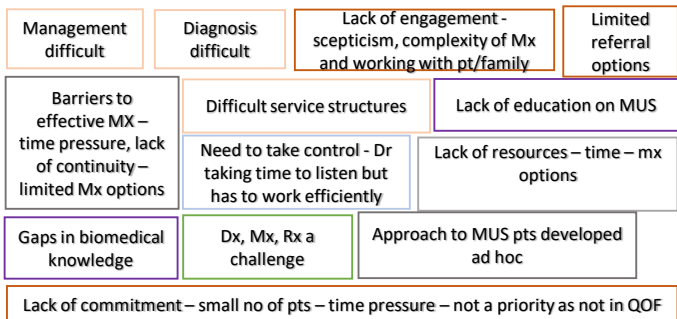 Management
difficult
Diagnosis
difficult
Lack of engagement -
scepticism, complexity of Mx
and working with pt/family
Limited
referral
options
Barriers to
effective MX –
time pressure, lack
of continuity –
limited Mx options
Difficult service structures
Lack of education on MUS
Need to take control - Dr
taking time to listen but
has to work efficiently
Lack of resources – time – mx
options
Gaps in biomedical
knowledge
Dx, Mx, Rx a
challenge
Approach to MUS pts developed
ad hoc
Lack of commitment – small no of pts – time pressure – not a priority as not in QOF